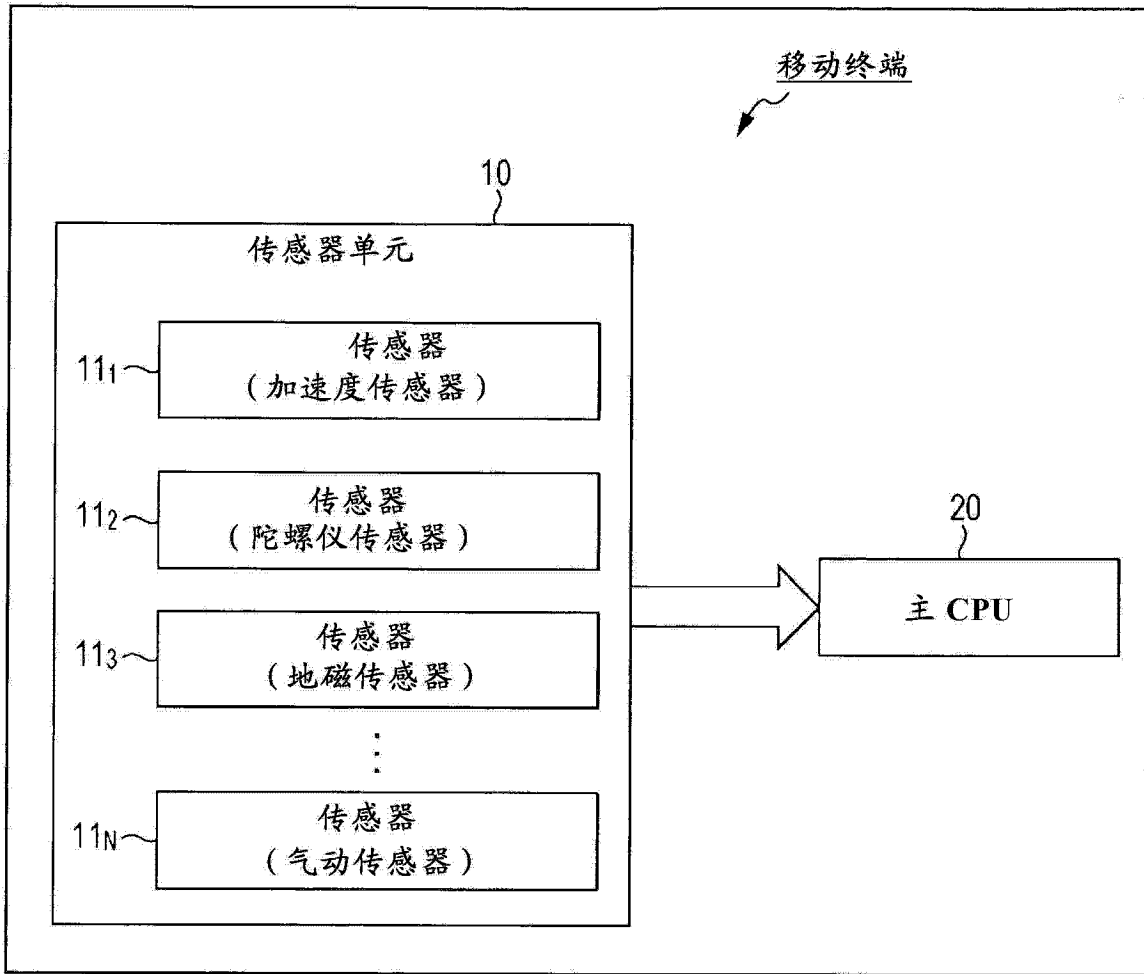 移动终端
10
传感器单元
11₁
传感器
(加速度传感器)
11₂
传感器
(陀螺仪传感器)
20
主 CPU
11₃
传感器
(地磁传感器)
⋮
11N
传感器
(气动传感器)